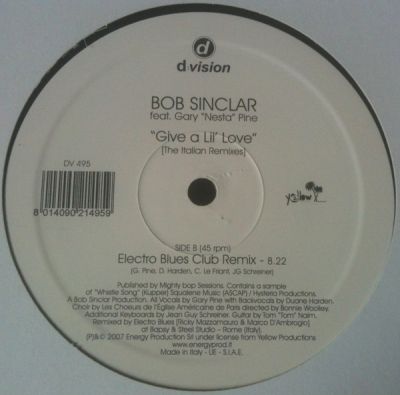 d
d:vision
BOB SINCLAR
feat. Gary "Nesta" Pine
"Give a Lil' Love"
[The Italian Remixes]
DV 495
8 014090 214959
yellow
SIDE B (45 rpm)
Electro Blues Club Remix - 8.22
(G. Pine, D. Harden, C. Le Friant, JG Schreiner)
Published by Mighty bop Sessions. Contains a sample
of "Whistle Song" (Kupper) Squalene Music (ASCAP) / Hysteria Productions.
A Bob Sinclar Production. All Vocals by Gary Pine with Backvocals by Duane Harden.
Choir by Les Choeurs de l'Eglise Américaine de Paris directed by Bonnie Woolley.
Additional Keyboards by Jean Guy Schreiner. Guitar by Tom "Tom" Naim.
Remixed by Electro Blues [Ricky Mazzamauro & Marco D'Ambrogio]
at Bapsy & Steel Studio - Rome (Italy).
(P)&© 2007 Energy Production Srl under license from Yellow Productions
www.energyprod.it
Made in Italy - UE - S.I.A.E.